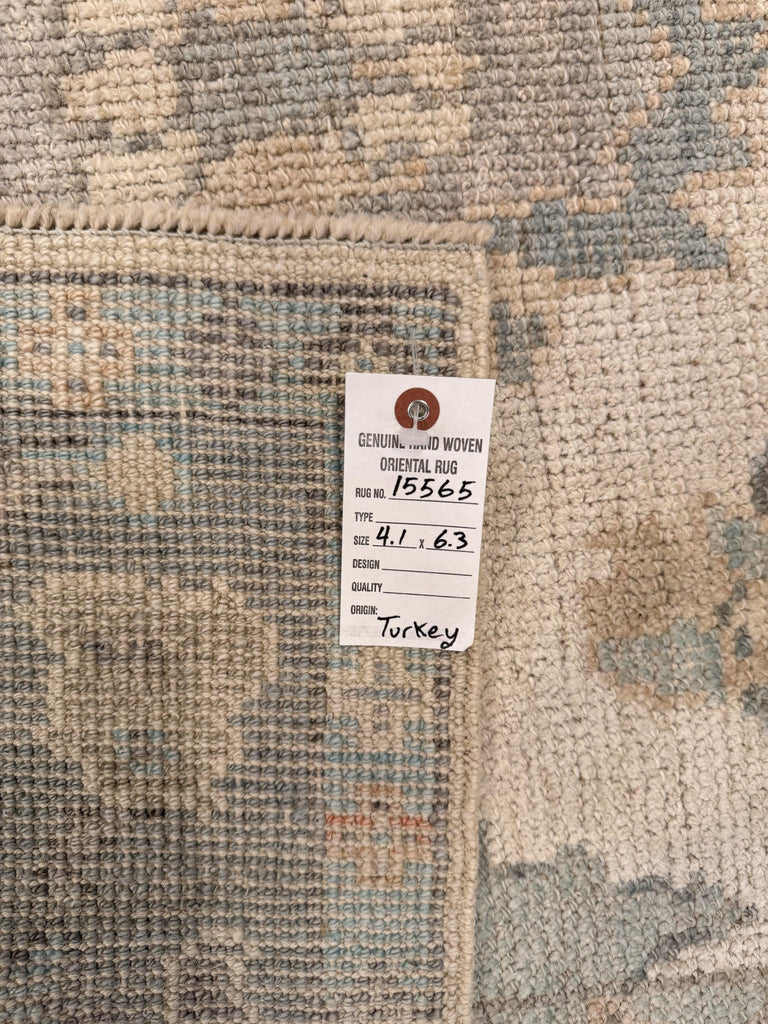 GENUINE HAND WOVEN
ORIENTAL RUG
RUG NO. 15565
TYPE
SIZE 4.1 X 6.3
DESIGN
QUALITY
ORIGIN:
Turkey